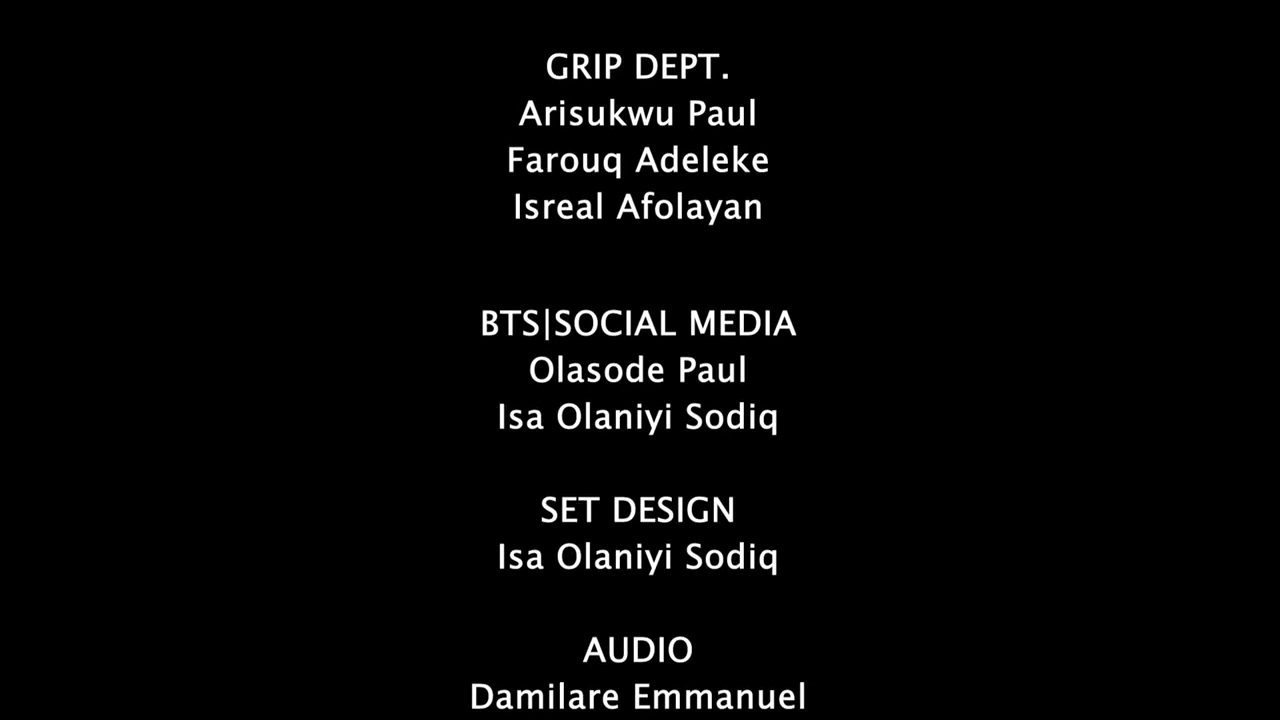 GRIP DEPT.
Arisukwu Paul
Farouq Adeleke
Isreal Afolayan
BTS|SOCIAL MEDIA
Olasode Paul
Isa Olaniyi Sodiq
SET DESIGN
Isa Olaniyi Sodiq
AUDIO
Damilare Emmanuel